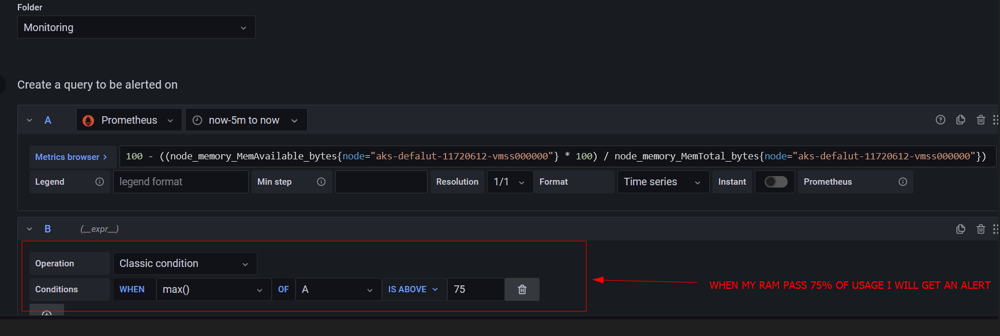 Folder
Monitoring
Create a query to be alerted on
A Prometheus now-5m to now
Metrics browser > 100 - ((node_memory_MemAvailable_bytes{node="aks-defalut-11720612-vmss000000"} * 100) / node_memory_MemTotal_bytes{node="aks-defalut-11720612-vmss000000"})
Legend legend format Min step Resolution 1/1 Format Time series Instant Prometheus
B (__expr__)
Operation Classic condition
Conditions WHEN max() OF A IS ABOVE 75 WHEN MY RAM PASS 75% OF USAGE I WILL GET AN ALERT